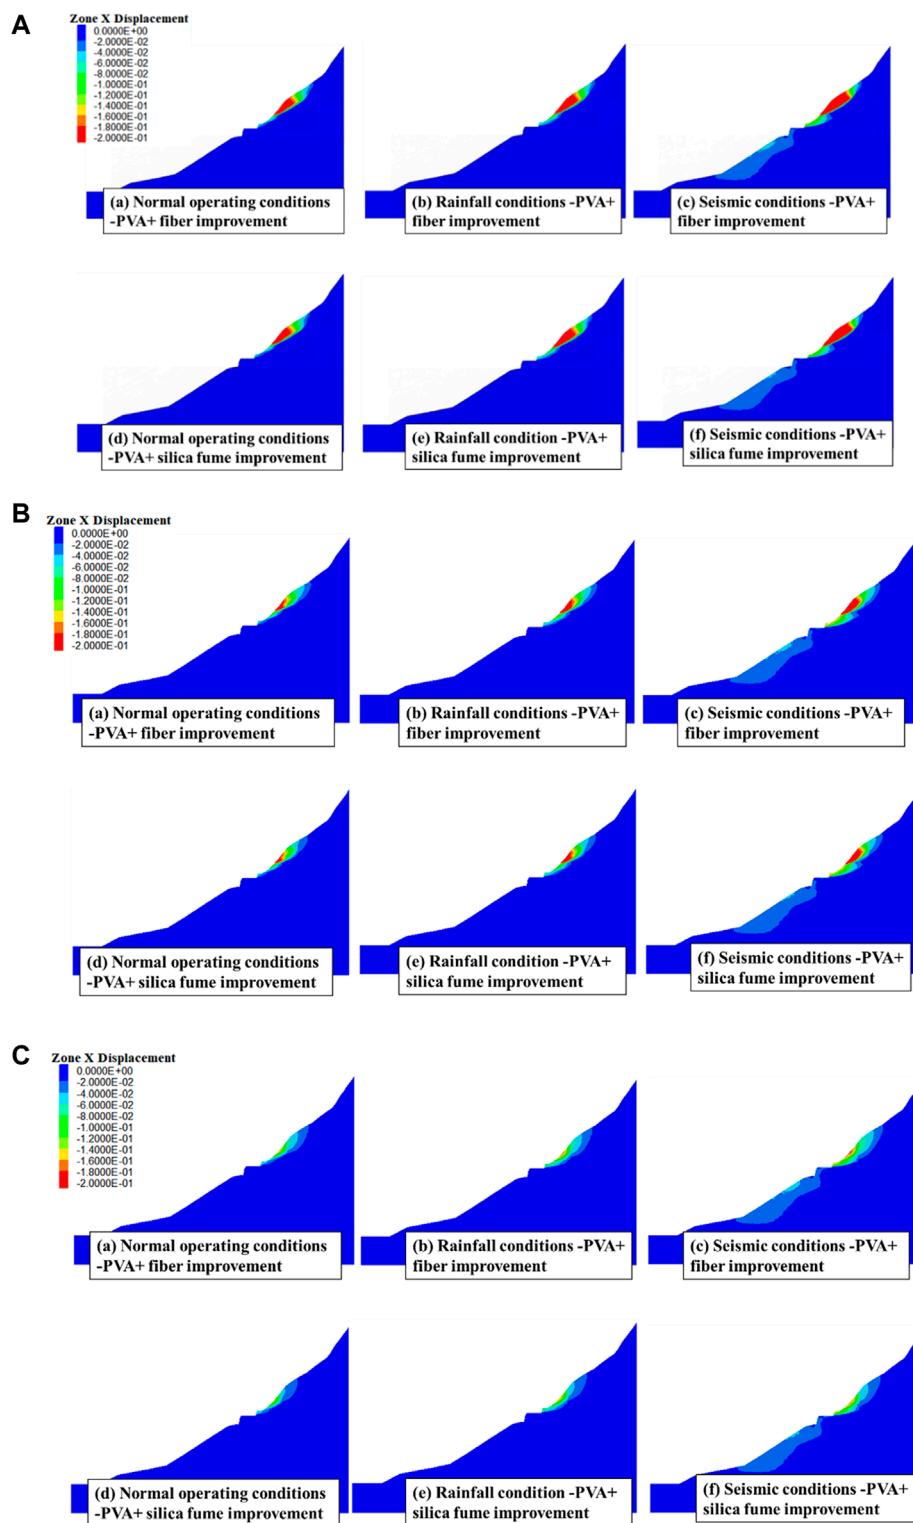 A
Zone X Displacement
0.0000E+00
-2.0000E-02
-4.0000E-02
-6.0000E-02
-8.0000E-02
-1.0000E-01
-1.2000E-01
-1.4000E-01
-1.6000E-01
-1.8000E-01
-2.0000E-01
(a) Normal operating conditions
-PVA+ fiber improvement
(b) Rainfall conditions -PVA+
fiber improvement
(c) Seismic conditions -PVA+
fiber improvement
(d) Normal operating conditions
-PVA+ silica fume improvement
(e) Rainfall condition -PVA+
silica fume improvement
(f) Seismic conditions -PVA+
silica fume improvement
B
Zone X Displacement
0.0000E+00
-2.0000E-02
-4.0000E-02
-6.0000E-02
-8.0000E-02
-1.0000E-01
-1.2000E-01
-1.4000E-01
-1.6000E-01
-1.8000E-01
-2.0000E-01
(a) Normal operating conditions
-PVA+ fiber improvement
(b) Rainfall conditions -PVA+
fiber improvement
(c) Seismic conditions -PVA+
fiber improvement
(d) Normal operating conditions
-PVA+ silica fume improvement
(e) Rainfall condition -PVA+
silica fume improvement
(f) Seismic conditions -PVA+
silica fume improvement
C
Zone X Displacement
0.0000E+00
-2.0000E-02
-4.0000E-02
-6.0000E-02
-8.0000E-02
-1.0000E-01
-1.2000E-01
-1.4000E-01
-1.6000E-01
-1.8000E-01
-2.0000E-01
(a) Normal operating conditions
-PVA+ fiber improvement
(b) Rainfall conditions -PVA+
fiber improvement
(c) Seismic conditions -PVA+
fiber improvement
(d) Normal operating conditions
-PVA+ silica fume improvement
(e) Rainfall condition -PVA+
silica fume improvement
(f) Seismic conditions -PVA+
silica fume improvement